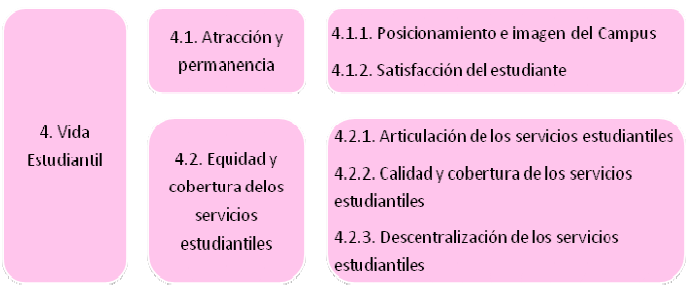 4. Vida
Estudiantil
4.1. Atracción y
permanencia
4.1.1. Posicionamiento e imagen del Campus
4.1.2. Satisfacción del estudiante
4.2. Equidad y
cobertura delos
servicios
estudiantiles
4.2.1. Articulación de los servicios estudiantiles
4.2.2. Calidad y cobertura de los servicios
estudiantiles
4.2.3. Descentralización de los servicios
estudiantiles